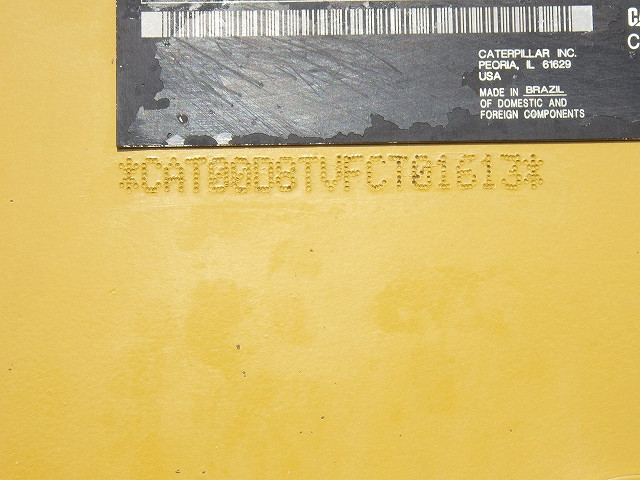 CATERPILLAR INC.
PEORIA, IL 61629
USA
MADE IN BRAZIL
OF DOMESTIC AND
FOREIGN COMPONENTS
*CAT00D8TVFCT01613*